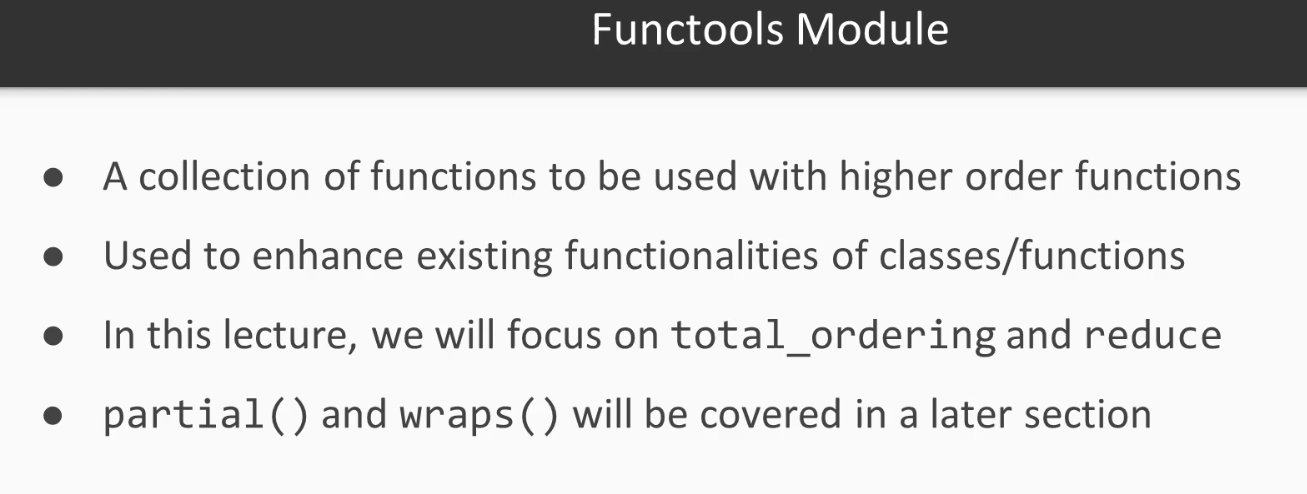 Functools Module
● A collection of functions to be used with higher order functions
● Used to enhance existing functionalities of classes/functions
● In this lecture, we will focus on total_ordering and reduce
● partial() and wraps() will be covered in a later section